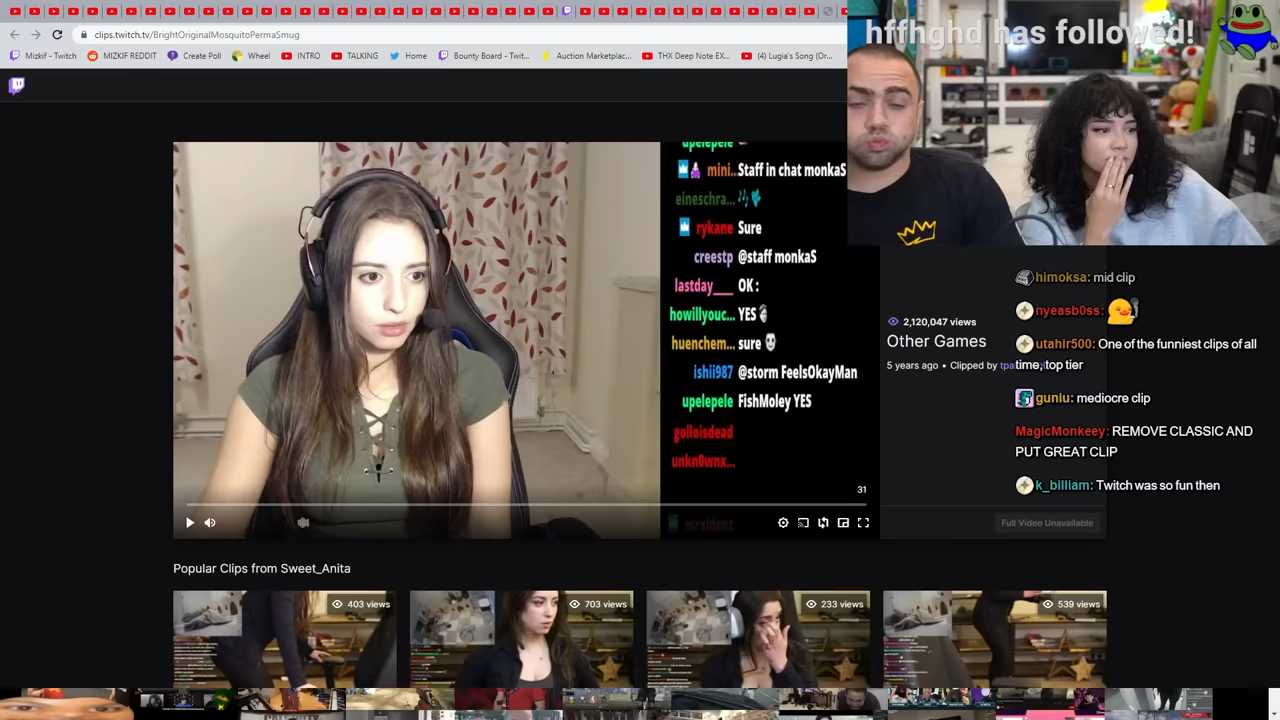 clips.twitch.tv/BrightOriginalMosquitoPermaSmug
Mizkif - Twitch
MIZKIF REDDIT
Create Poll
Wheel
INTRO
TALKING
Home
Bounty Board - Twit...
Auction Marketplac...
THX Deep Note EX...
(4) Lugia's Song (Or...
hffhghd has followed!
upelepele
mini... Staff in chat monkaS
eineschra...
rykane Sure
creestp @staff monkaS
lastday___ OK :
howillyouc... YES
huenchem... sure
ishii987 @storm FeelsOkayMan
upelepele FishMoley YES
golloisdead
unkn0wnx...
31
mrxident
2,120,047 views
Other Games
5 years ago • Clipped by tpa
Full Video Unavailable
himoksa: mid clip
nyeasb0ss:
utahir500: One of the funniest clips of all
time, top tier
guniu: mediocre clip
MagicMonkeey: REMOVE CLASSIC AND
PUT GREAT CLIP
k_billiam: Twitch was so fun then
Popular Clips from Sweet_Anita
403 views
703 views
233 views
539 views